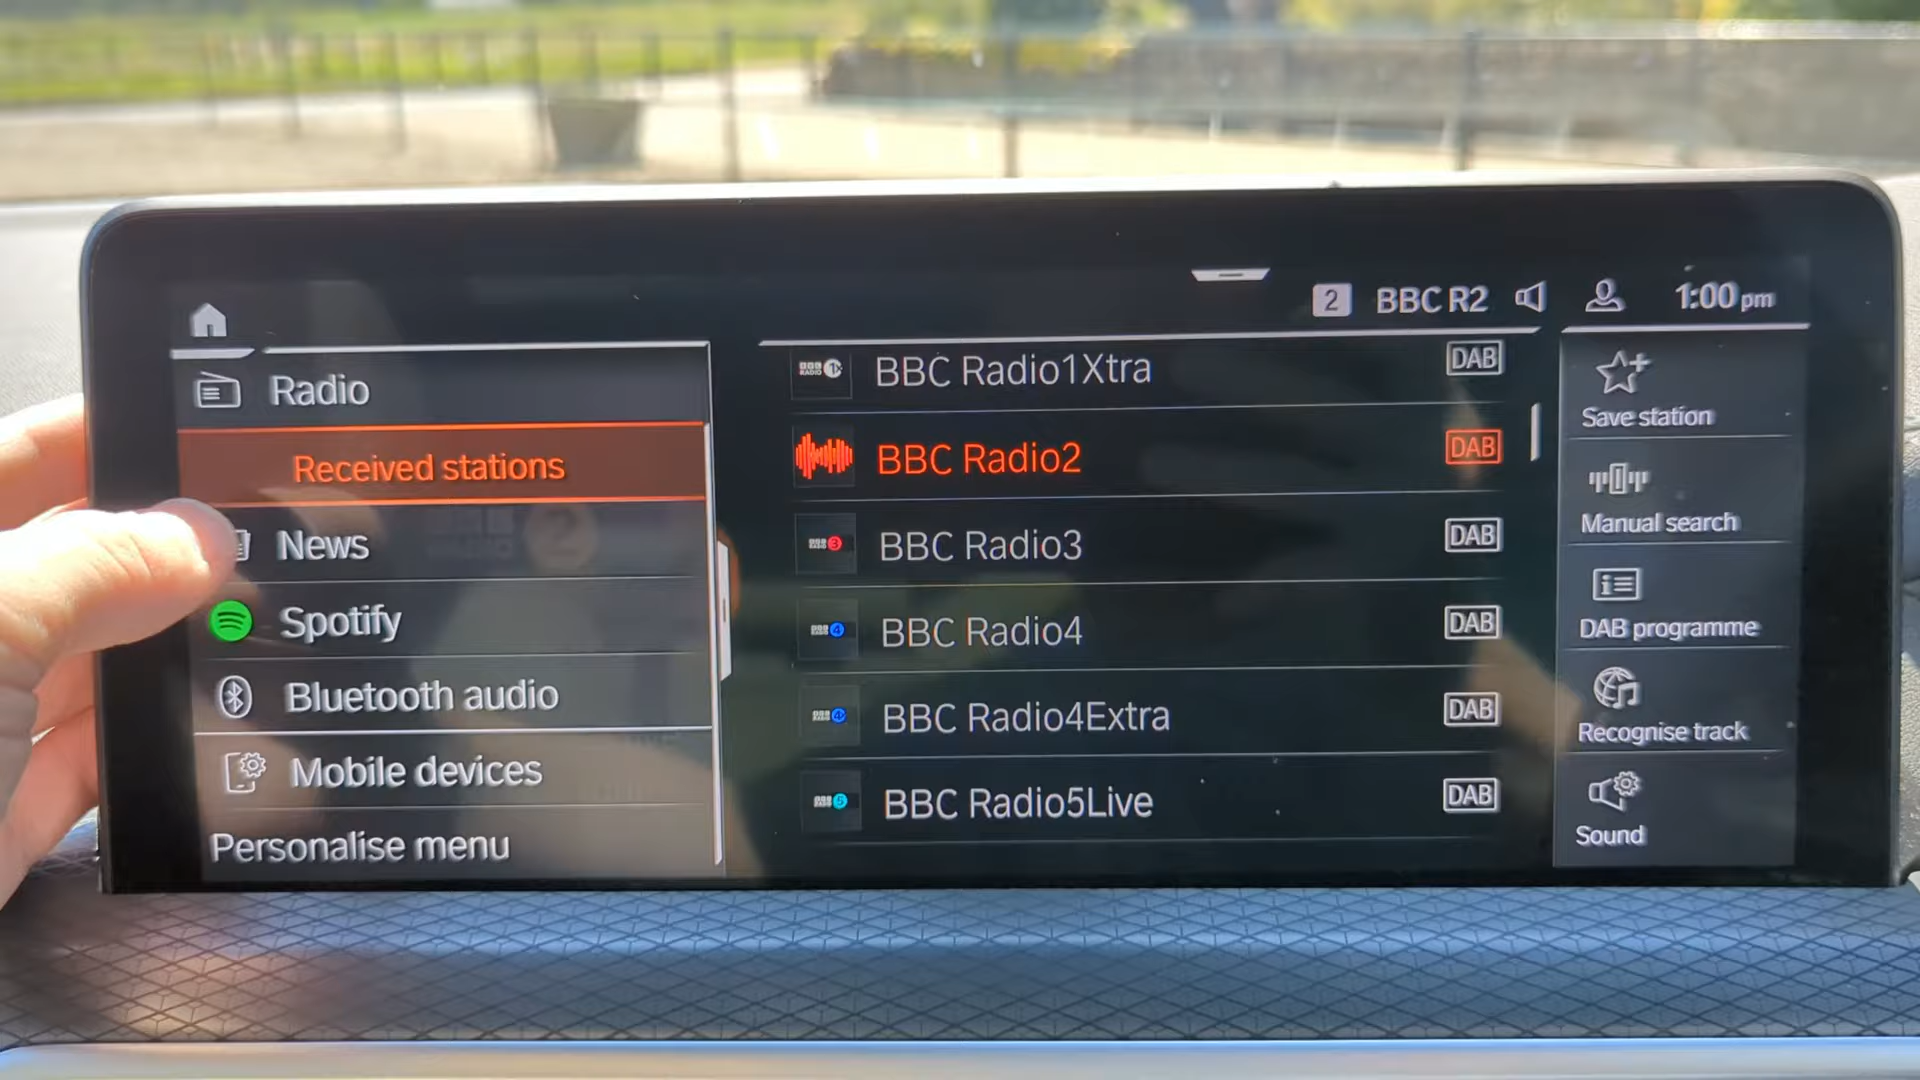 2 BBC R2 1:00 pm
Radio
Received stations
News
Spotify
Bluetooth audio
Mobile devices
Personalise menu
BBC Radio1Xtra DAB
BBC Radio2 DAB
BBC Radio3 DAB
BBC Radio4 DAB
BBC Radio4Extra DAB
BBC Radio5Live DAB
Save station
Manual search
DAB programme
Recognise track
Sound